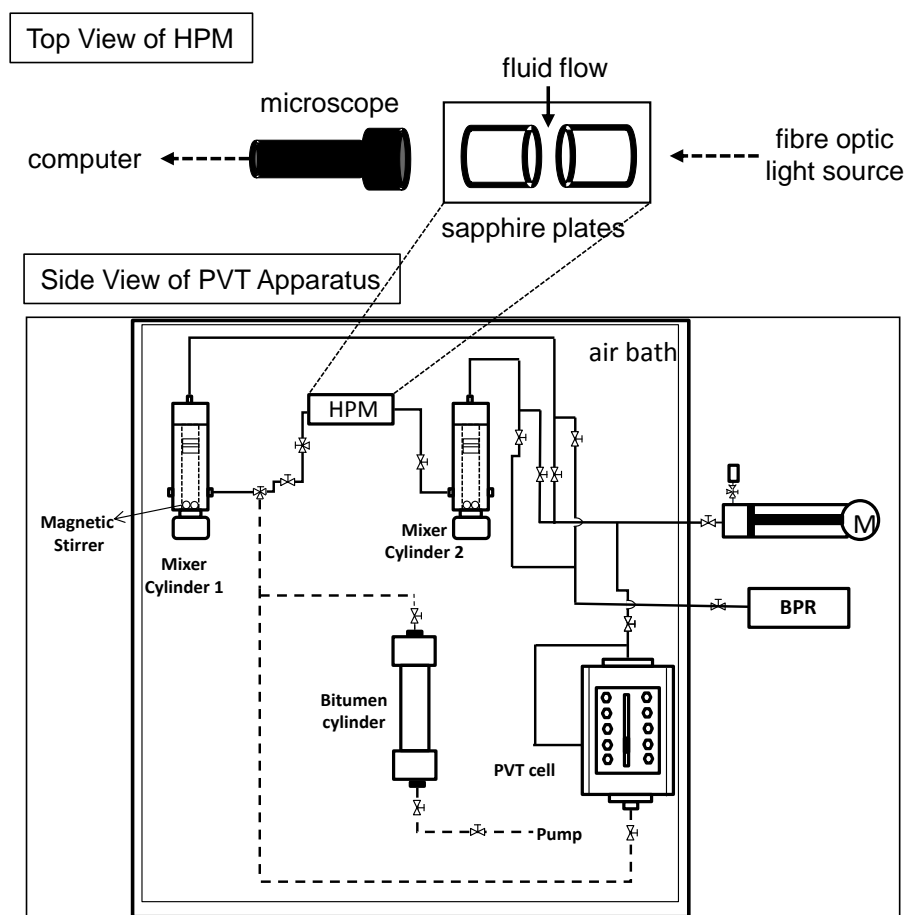 Top View of HPM
fluid flow
microscope
computer
fibre optic
light source
sapphire plates
Side View of PVT Apparatus
air bath
HPM
M
Magnetic
Stirrer
Mixer
Cylinder 1
Mixer
Cylinder 2
BPR
Bitumen
cylinder
PVT cell
Pump